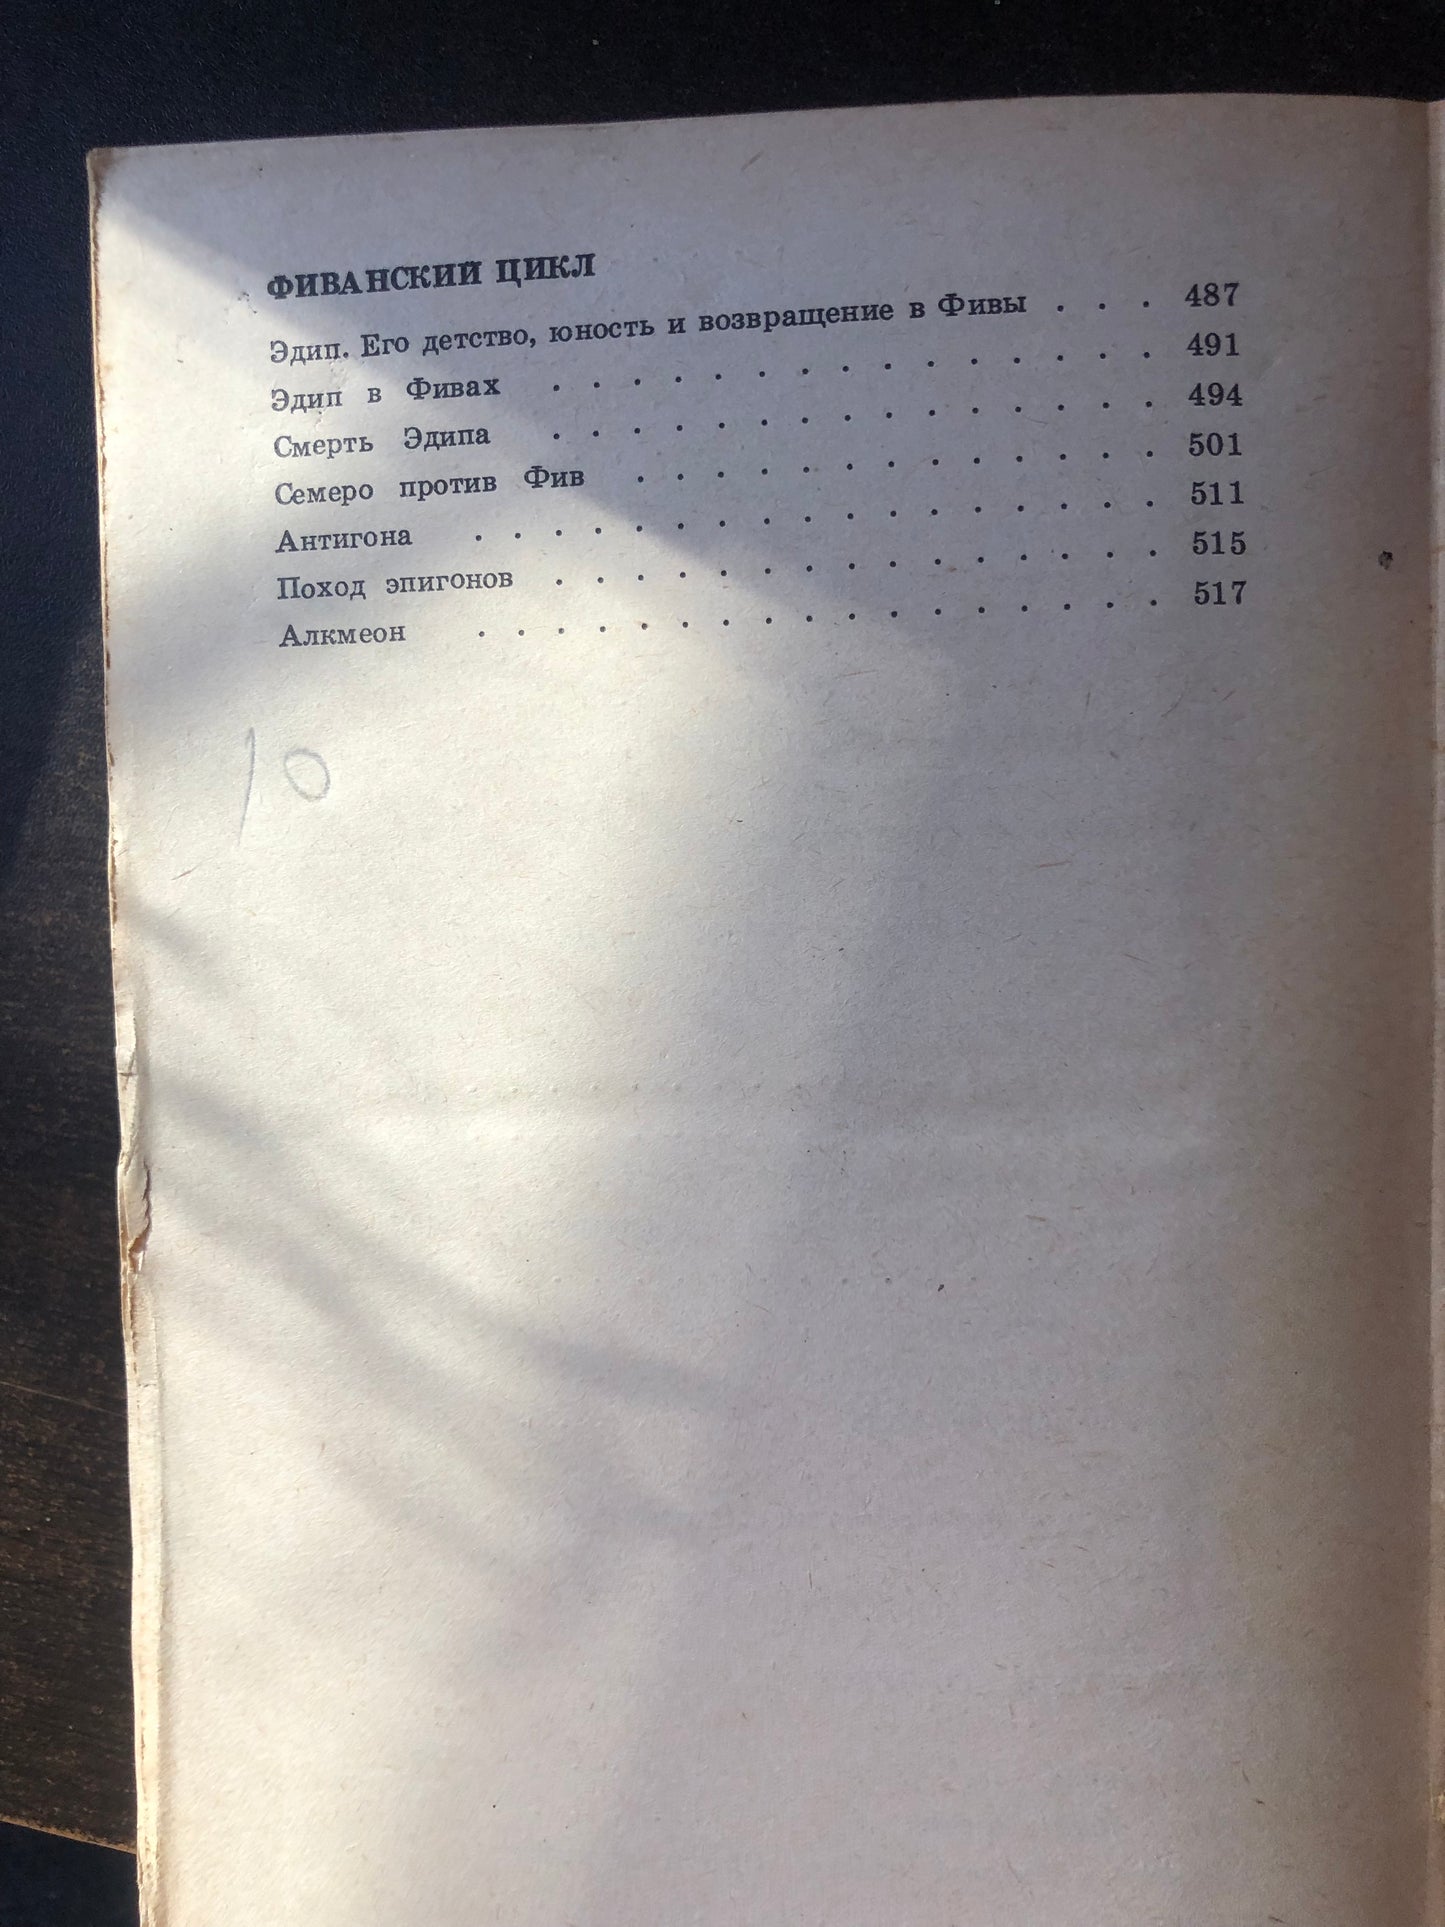 ФИВАНСКИЙ ЦИКЛ
Эдип. Его детство, юность и возвращение в Фивы . . . 487
Эдип в Фивах . . . . . . . . . . . . . . . 491
Смерть Эдипа . . . . . . . . . . . . . . . 494
Семеро против Фив . . . . . . . . . . . . . 501
Антигона . . . . . . . . . . . . . . . . . 511
Поход эпигонов . . . . . . . . . . . . . . . 515
Алкмеон . . . . . . . . . . . . . . . . . 517
10